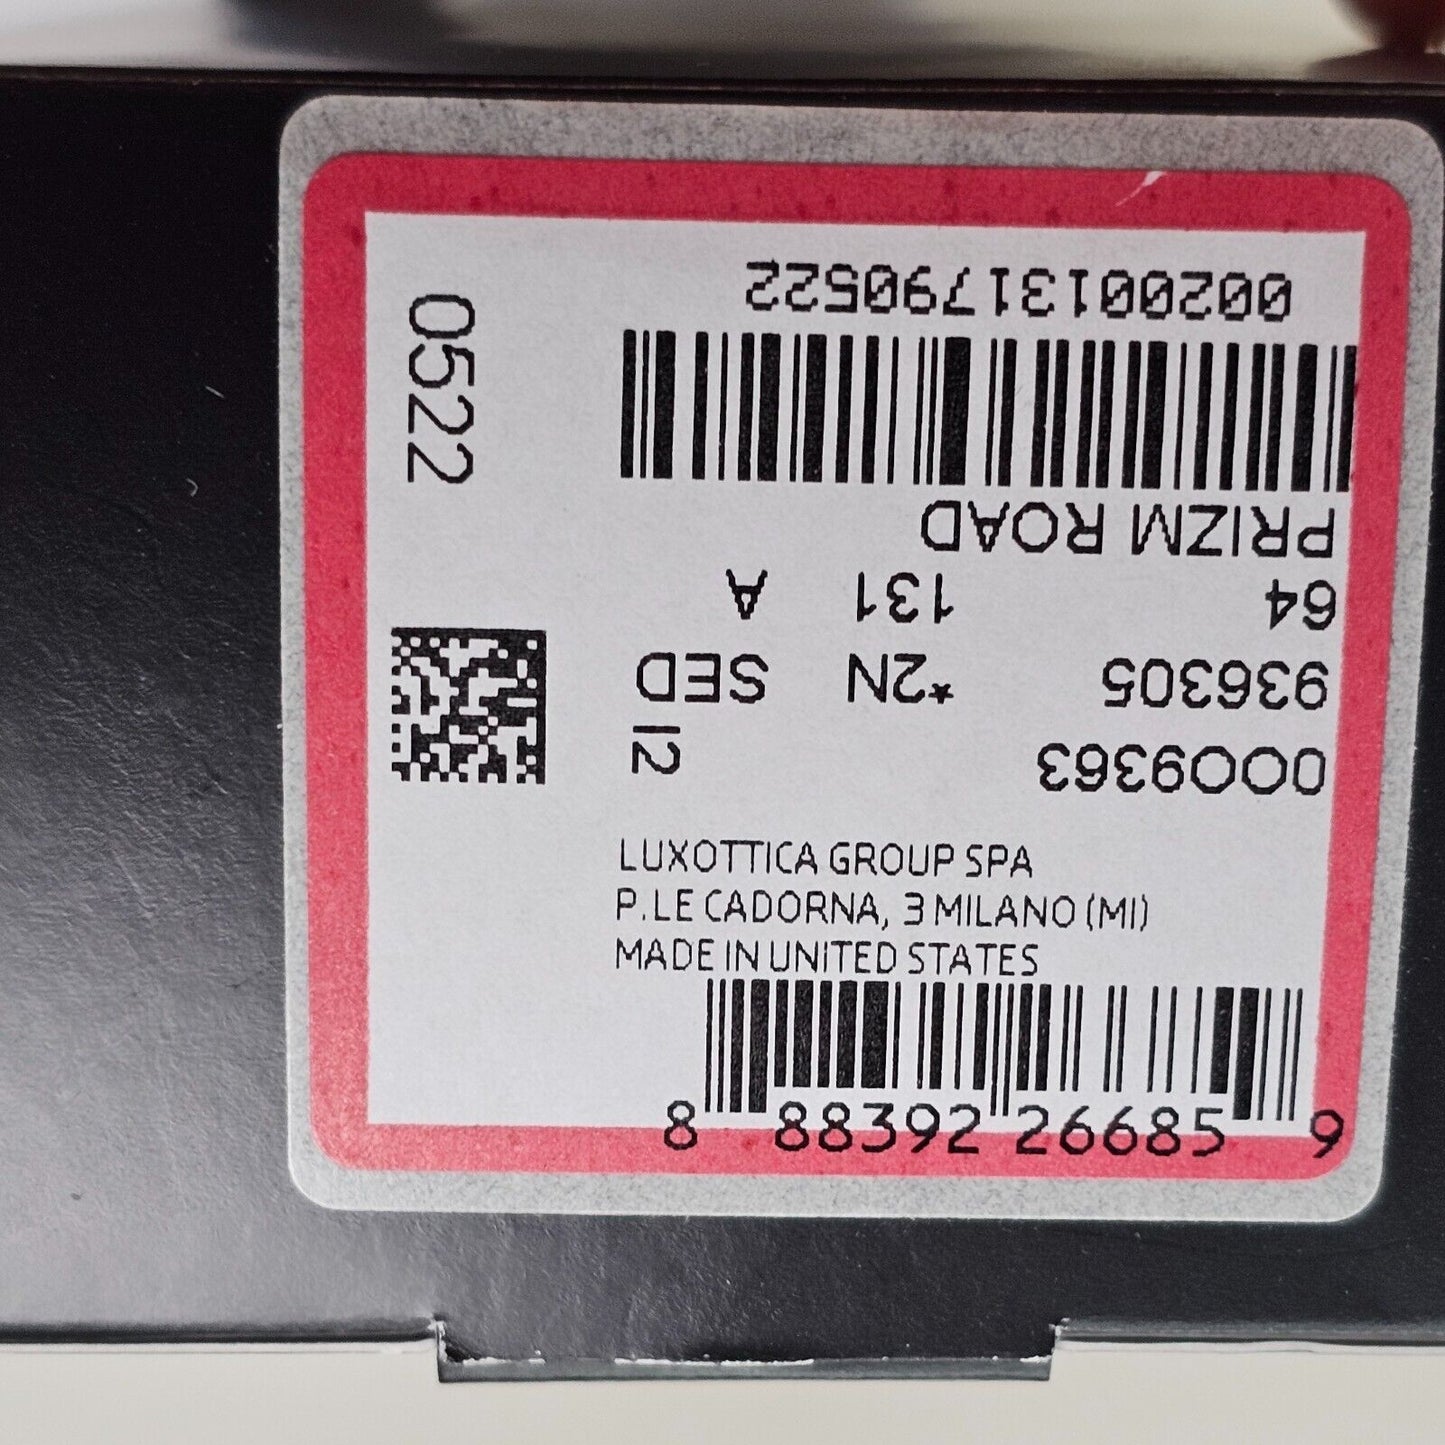 0OO9363
I2
936305 *2N SED
64 131 A
PRIZM ROAD
00200131790522
0522
LUXOTTICA GROUP SPA
P.LE CADORNA, 3 MILANO (MI)
MADE IN UNITED STATES
8 88392 26685 9